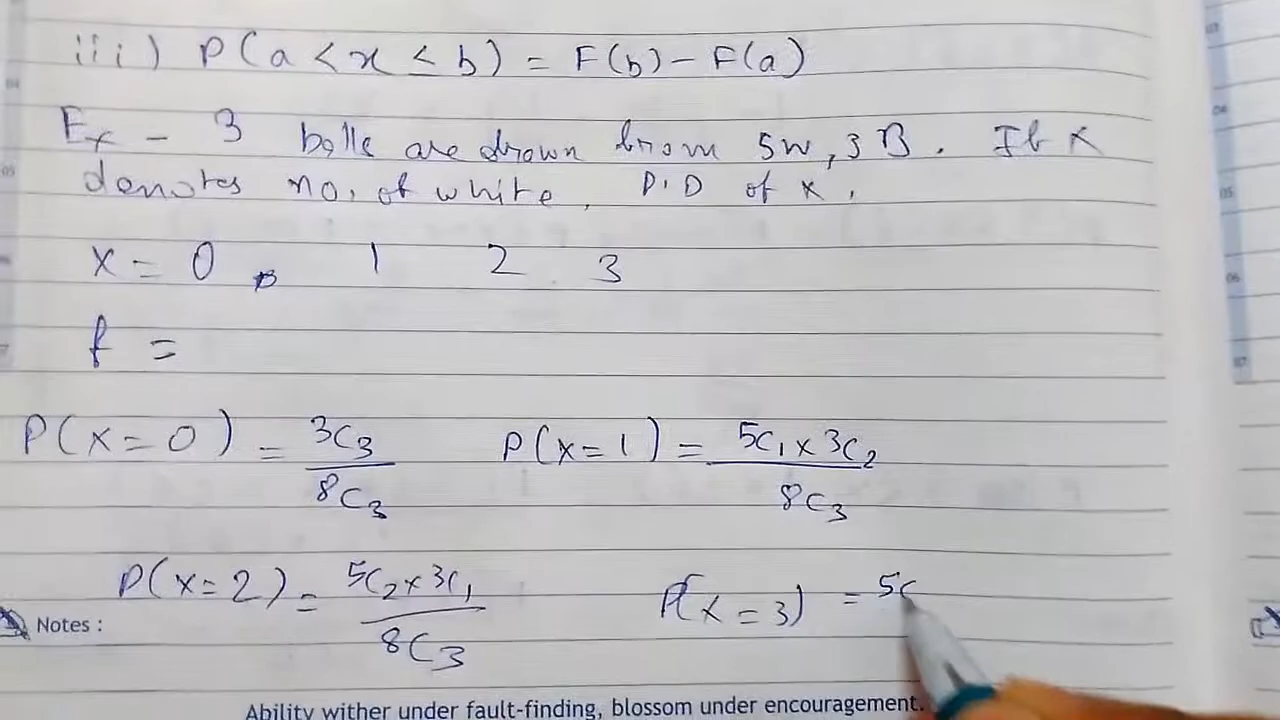 iii) P(a < x ≤ b) = F(b) – F(a)
Ex – 3 balls are drown from 5W, 3B. If X
denotes no. of white, P.D of x.
x = 0, 1 2 3
f =
P(x=0) = 3C3/8C3 P(x=1) = 5C1 x 3C2/8C3
P(x=2) = 5C2 x 3C1/8C3 P(x=3) = 5C
Notes :
Ability wither under fault-finding, blossom under encouragement.